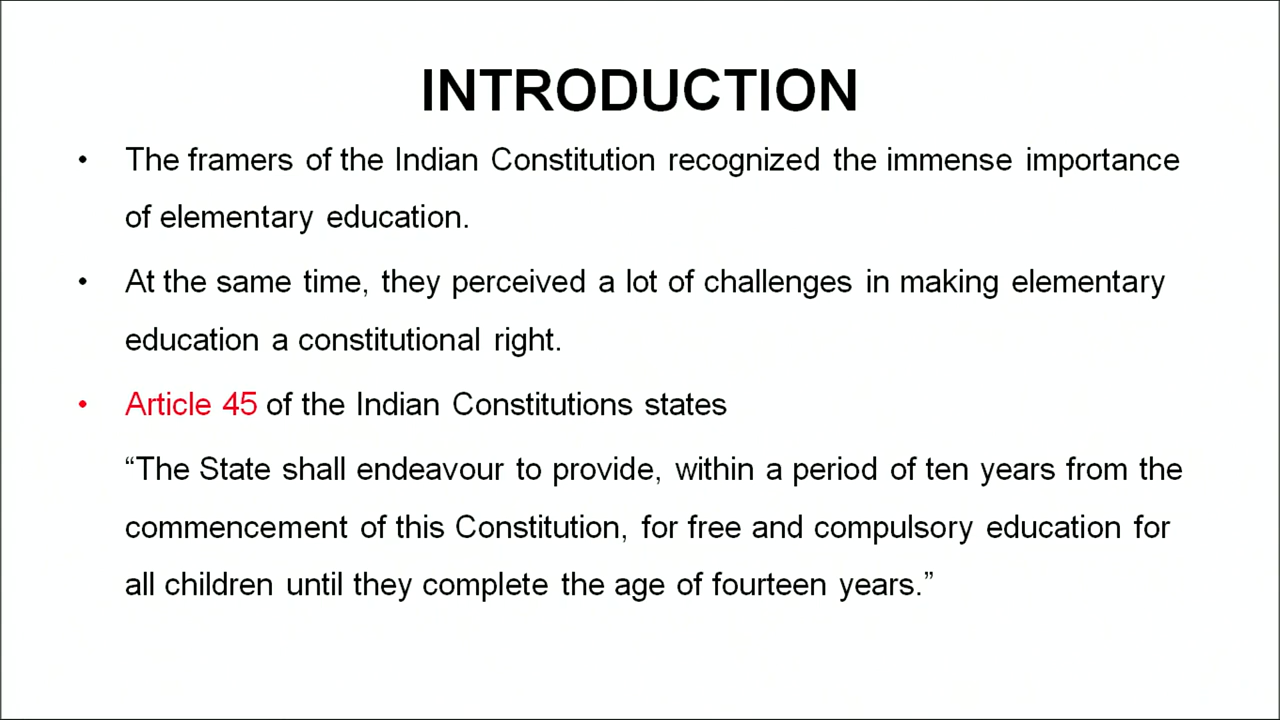 INTRODUCTION
• The framers of the Indian Constitution recognized the immense importance
of elementary education.
• At the same time, they perceived a lot of challenges in making elementary
education a constitutional right.
• Article 45 of the Indian Constitutions states
“The State shall endeavour to provide, within a period of ten years from the
commencement of this Constitution, for free and compulsory education for
all children until they complete the age of fourteen years.”